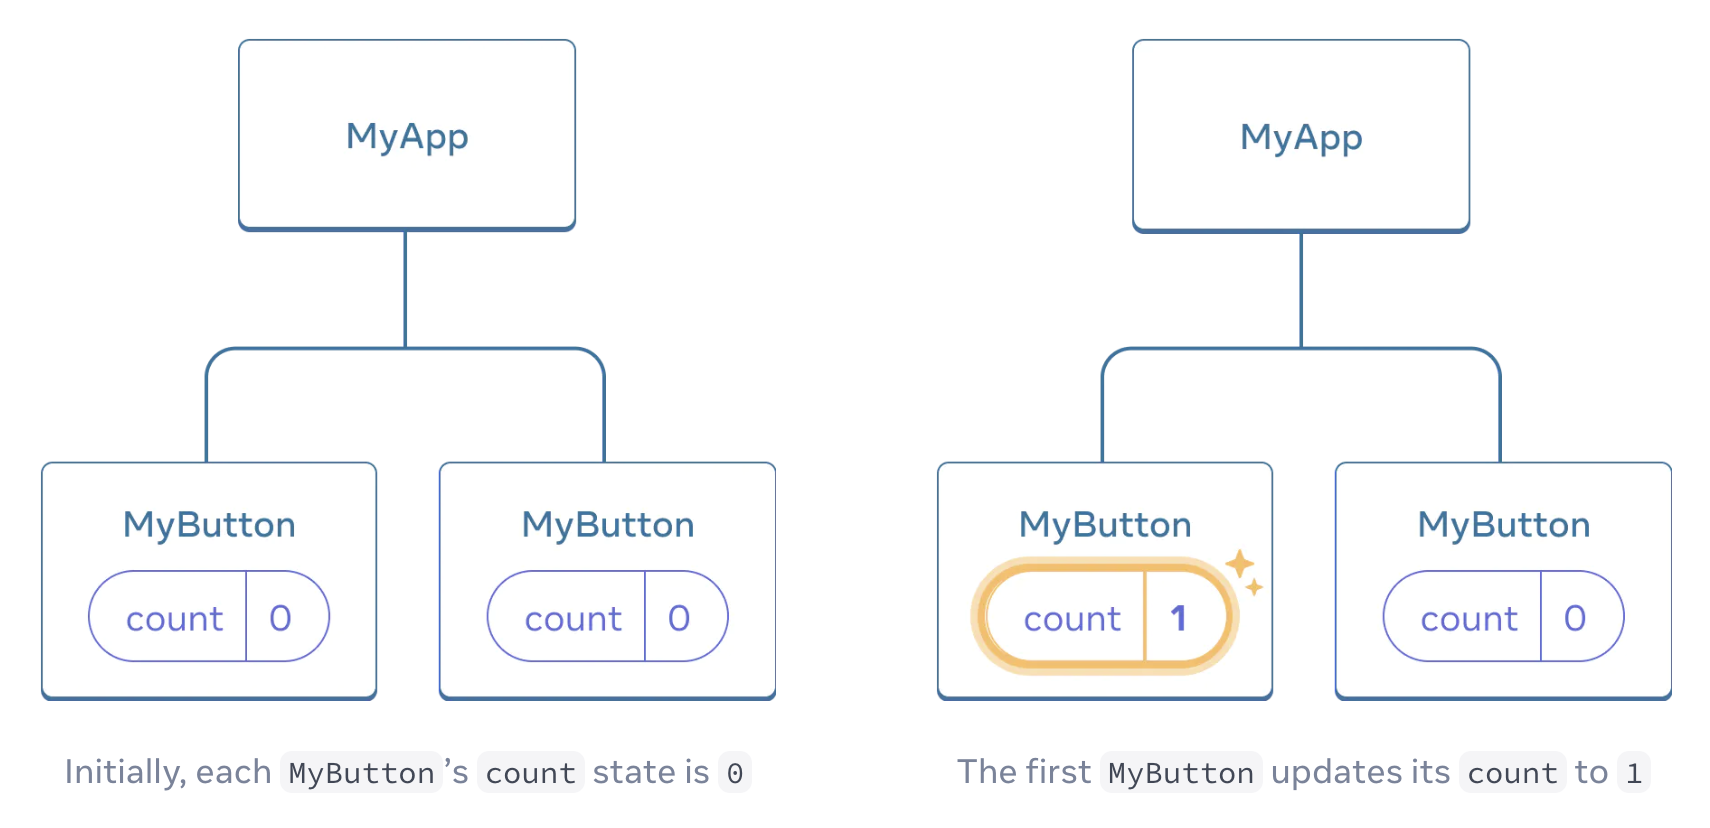 MyApp
MyButton
count 0
MyButton
count 0
Initially, each MyButton’s count state is 0
MyApp
MyButton
count 1
MyButton
count 0
The first MyButton updates its count to 1